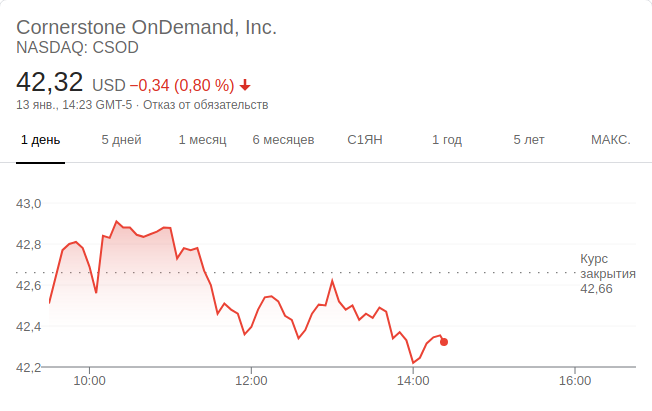 Cornerstone OnDemand, Inc.
NASDAQ: CSOD
42,32 USD −0,34 (0,80 %)
13 янв., 14:23 GMT-5 · Отказ от обязательств
1 день 5 дней 1 месяц 6 месяцев С1ЯН 1 год 5 лет МАКС.
43,0
42,8
Курс
закрытия
42,6
42,66
42,4
42,2
10:00 12:00 14:00 16:00